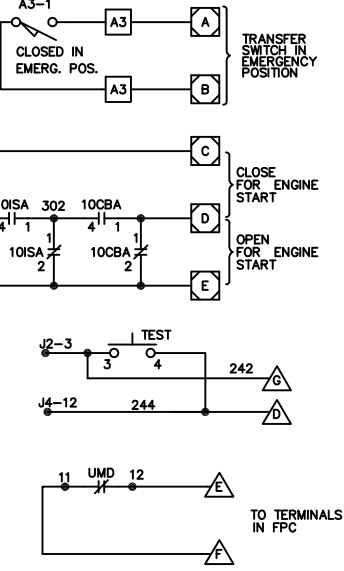 A3-1
A3
A
CLOSED IN
EMERG. POS.
TRANSFER
SWITCH IN
EMERGENCY
POSITION
A3
B
C
CLOSE
FOR ENGINE
START
10ISA
302
10CBA
4 1
4 1
D
1
1
OPEN
FOR ENGINE
START
10ISA
10CBA
2
2
E
J2-3
TEST
3
4
242
G
J4-12
244
D
11
UMD
12
E
TO TERMINALS
IN FPC
F